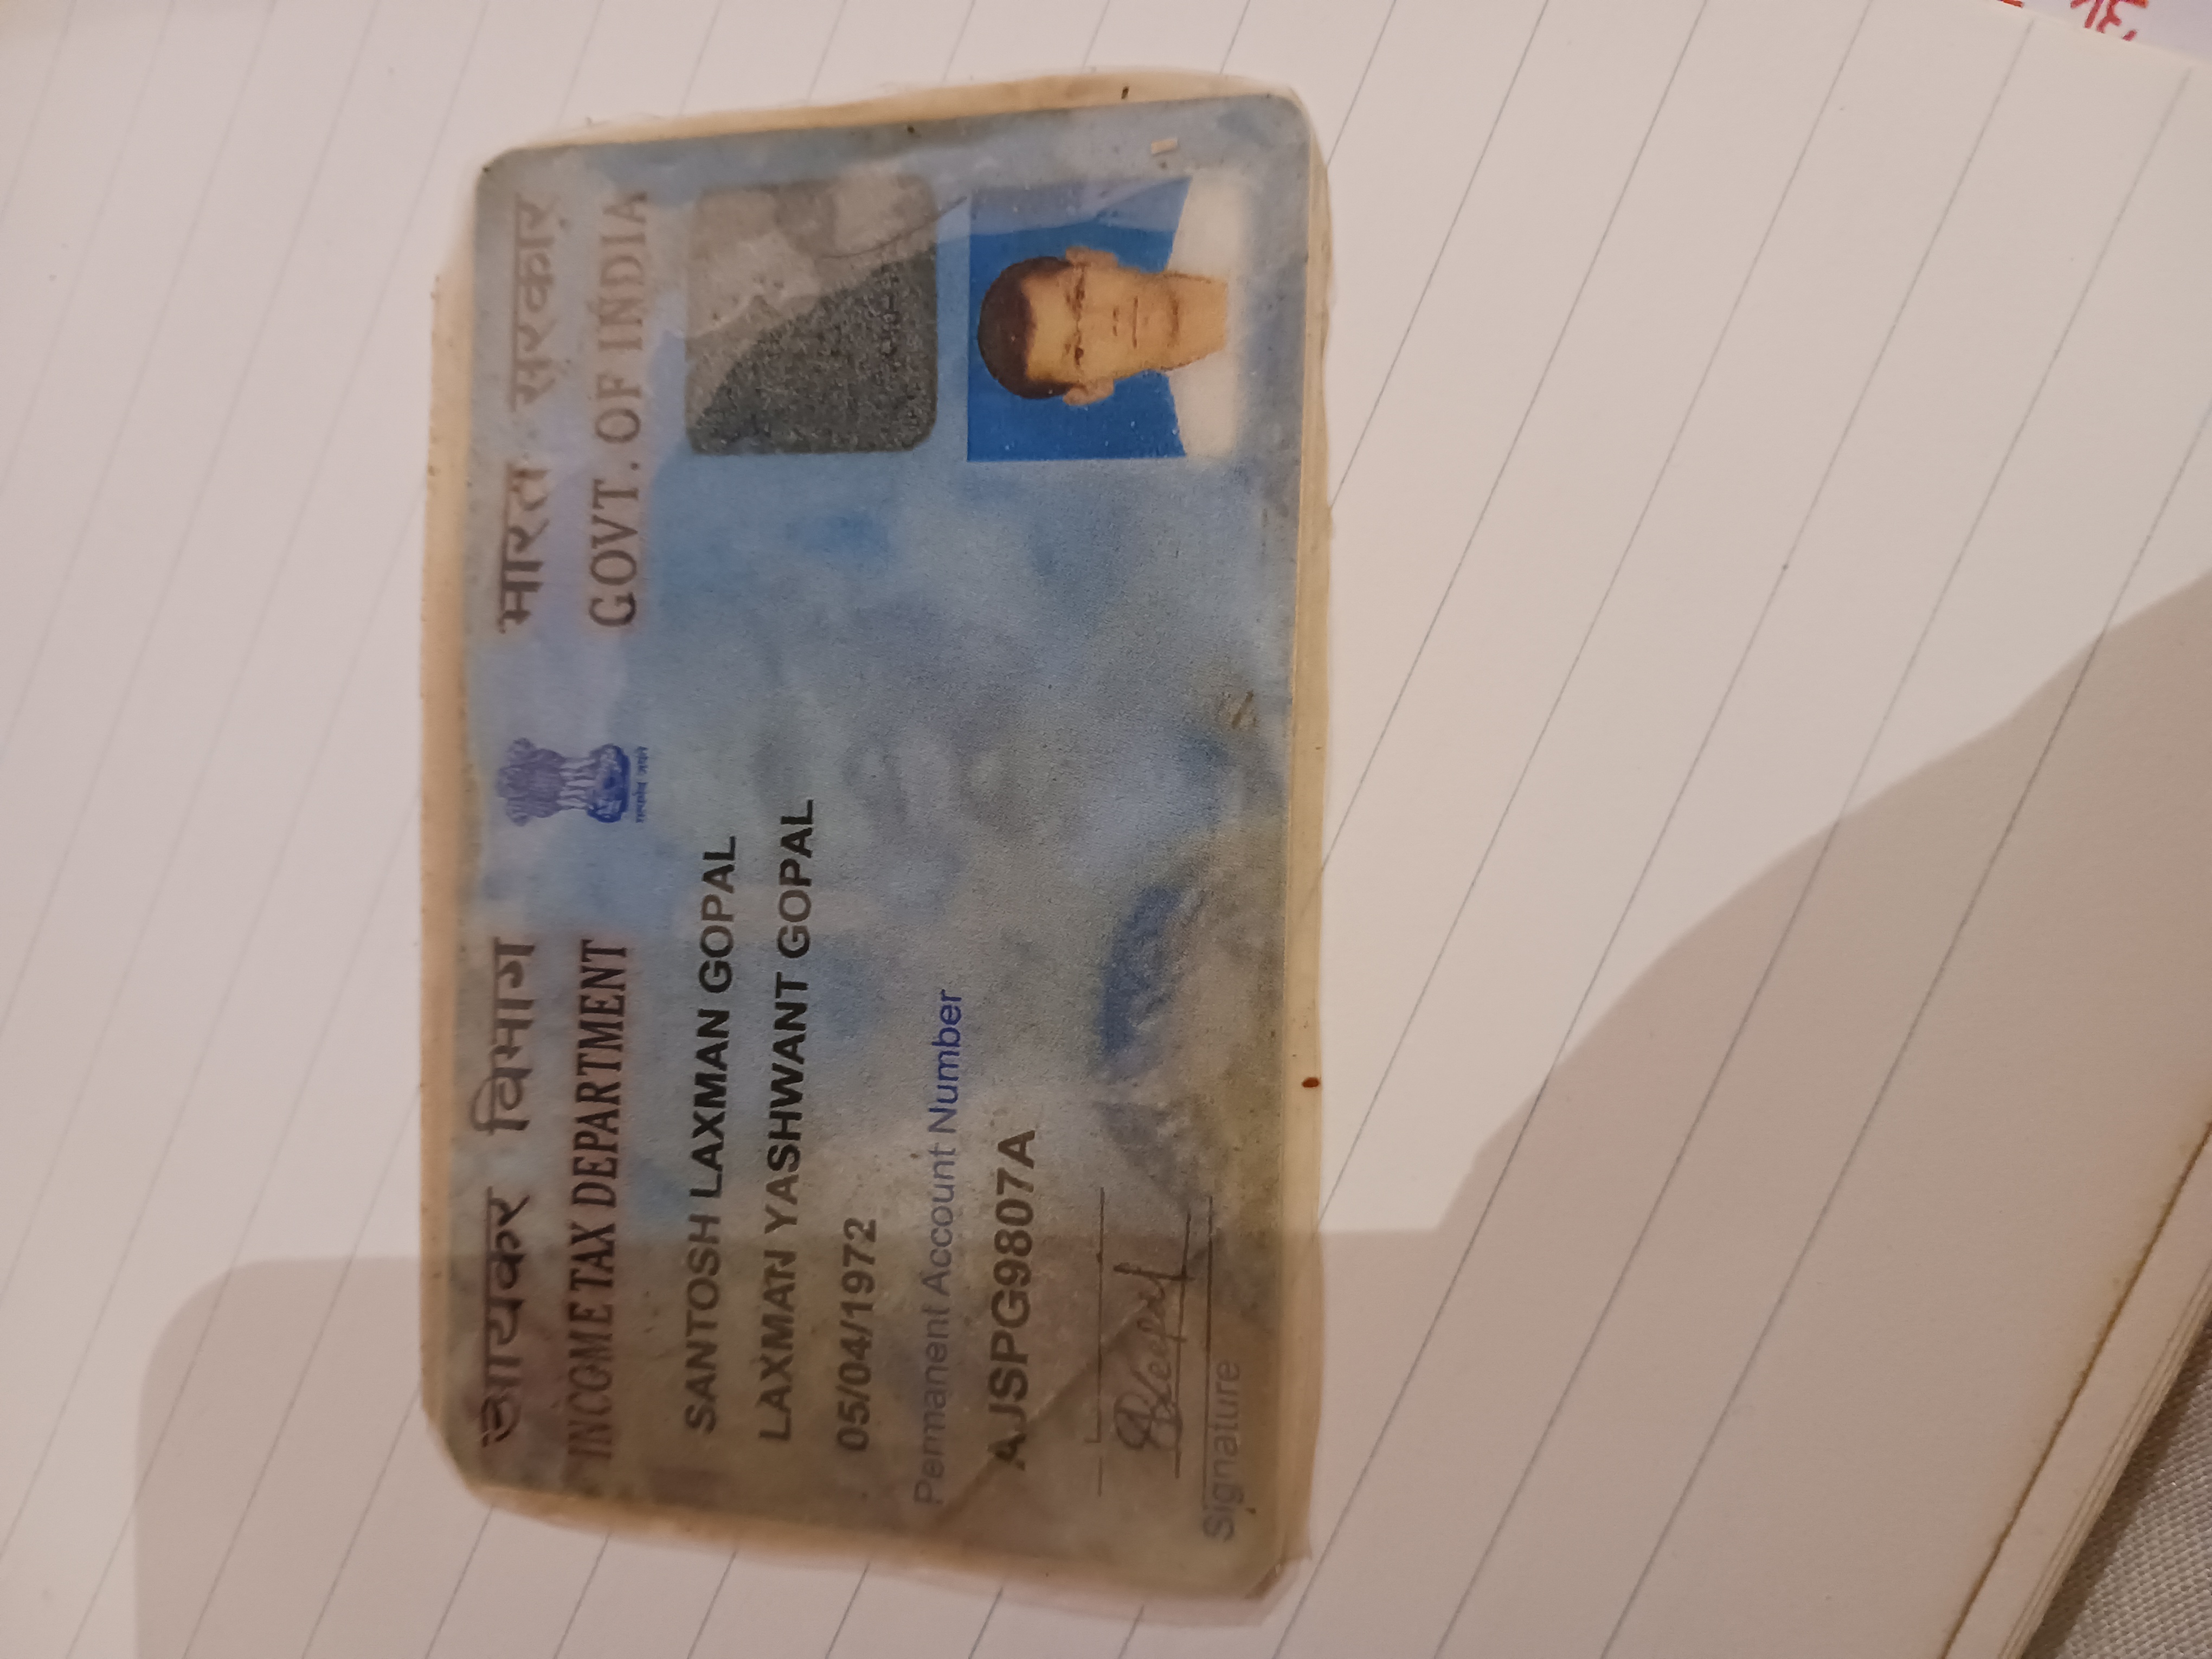 आयकर विभाग
INCOME TAX DEPARTMENT
सत्यमेव जयते
भारत सरकार
GOVT. OF INDIA
SANTOSH LAXMAN GOPAL
LAXMAN YASHWANT GOPAL
05/04/1972
Permanent Account Number
AJSPG9807A
Signature